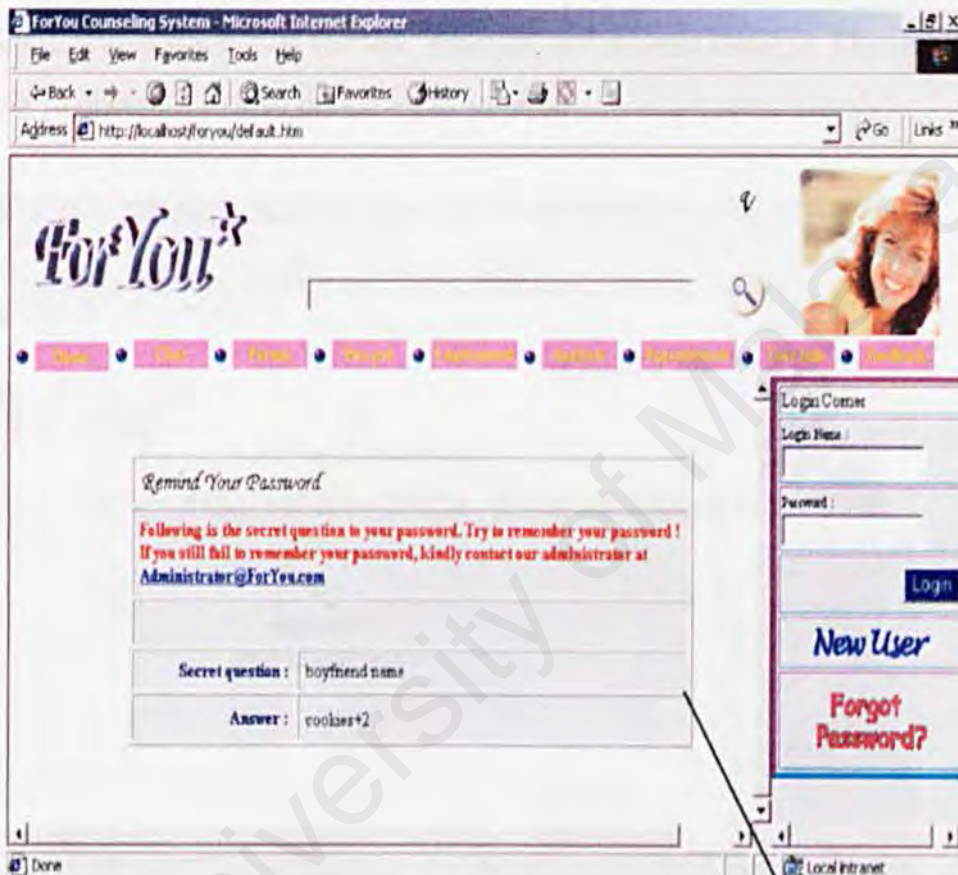 ForYou Counseling System - Microsoft Internet Explorer
File Edit View Favorites Tools Help
Back Search Favorites History
Address http://localhost/foryou/default.htm Go Links
ForYou
Login Corner
Login Name :
Password :
Login
New User
Forgot
Password?
Remind Your Password
Following is the secret question to your password. Try to remember your password !
If you still fail to remember your password, kindly contact our administrator at
Administrator@ForYou.com
Secret question : boyfriend name
Answer : cookies+2
Done Local intranet
University of Malaya